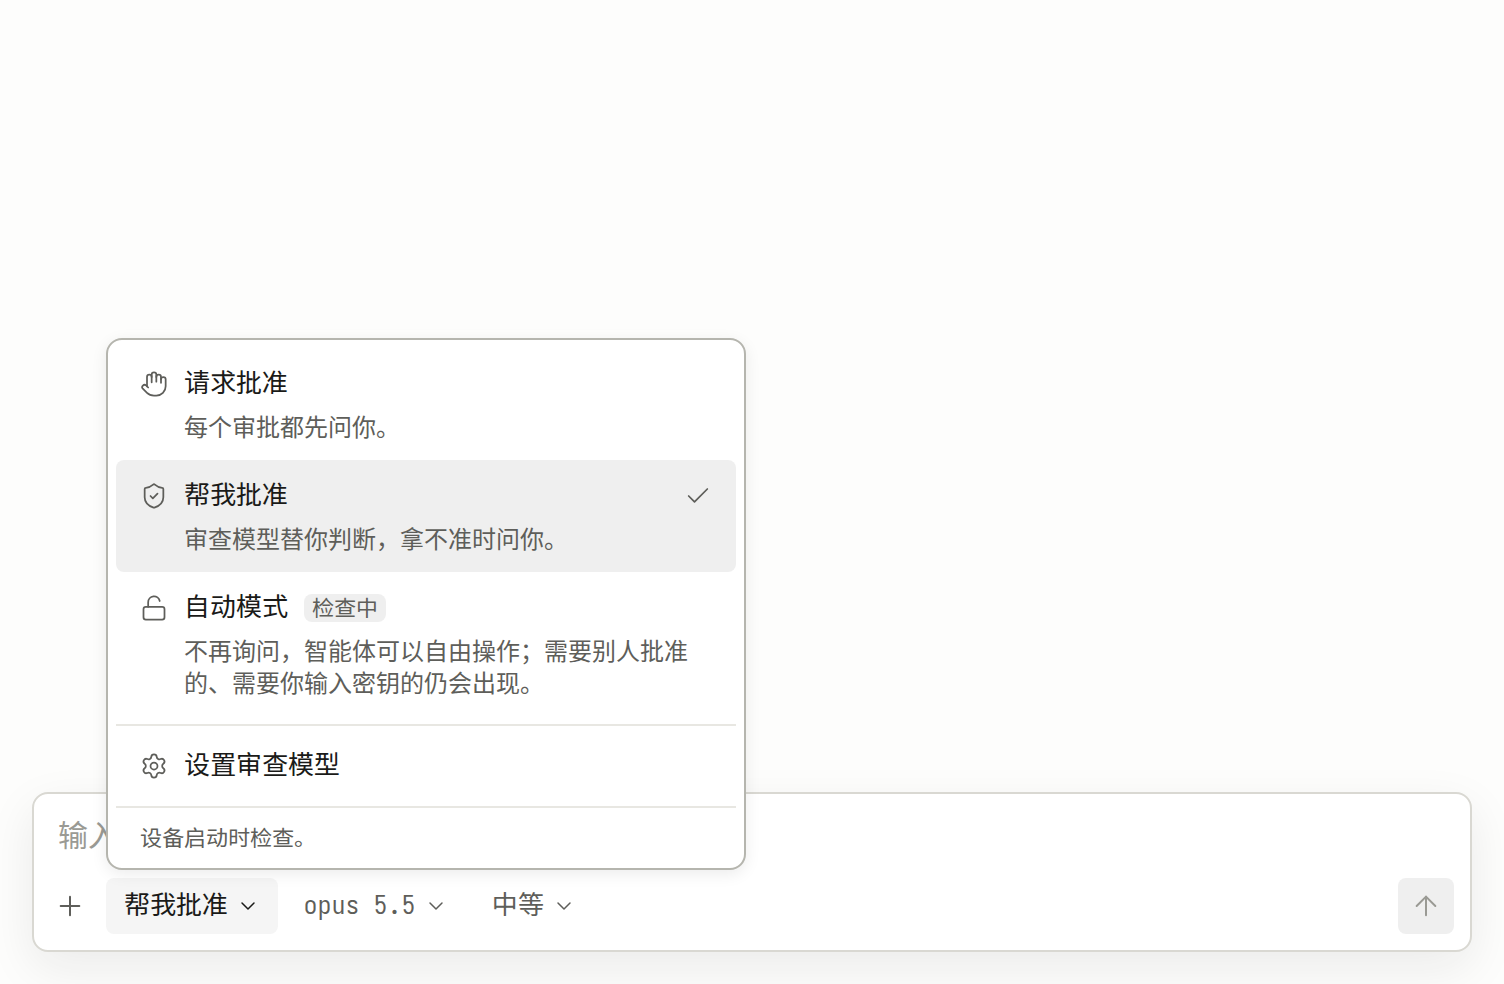 请求批准
每个审批都先问你。
帮我批准
审查模型替你判断，拿不准时问你。
自动模式 检查中
不再询问，智能体可以自由操作；需要别人批准
的、需要你输入密钥的仍会出现。
设置审查模型
设备启动时检查。
输入
帮我批准 opus 5.5 中等